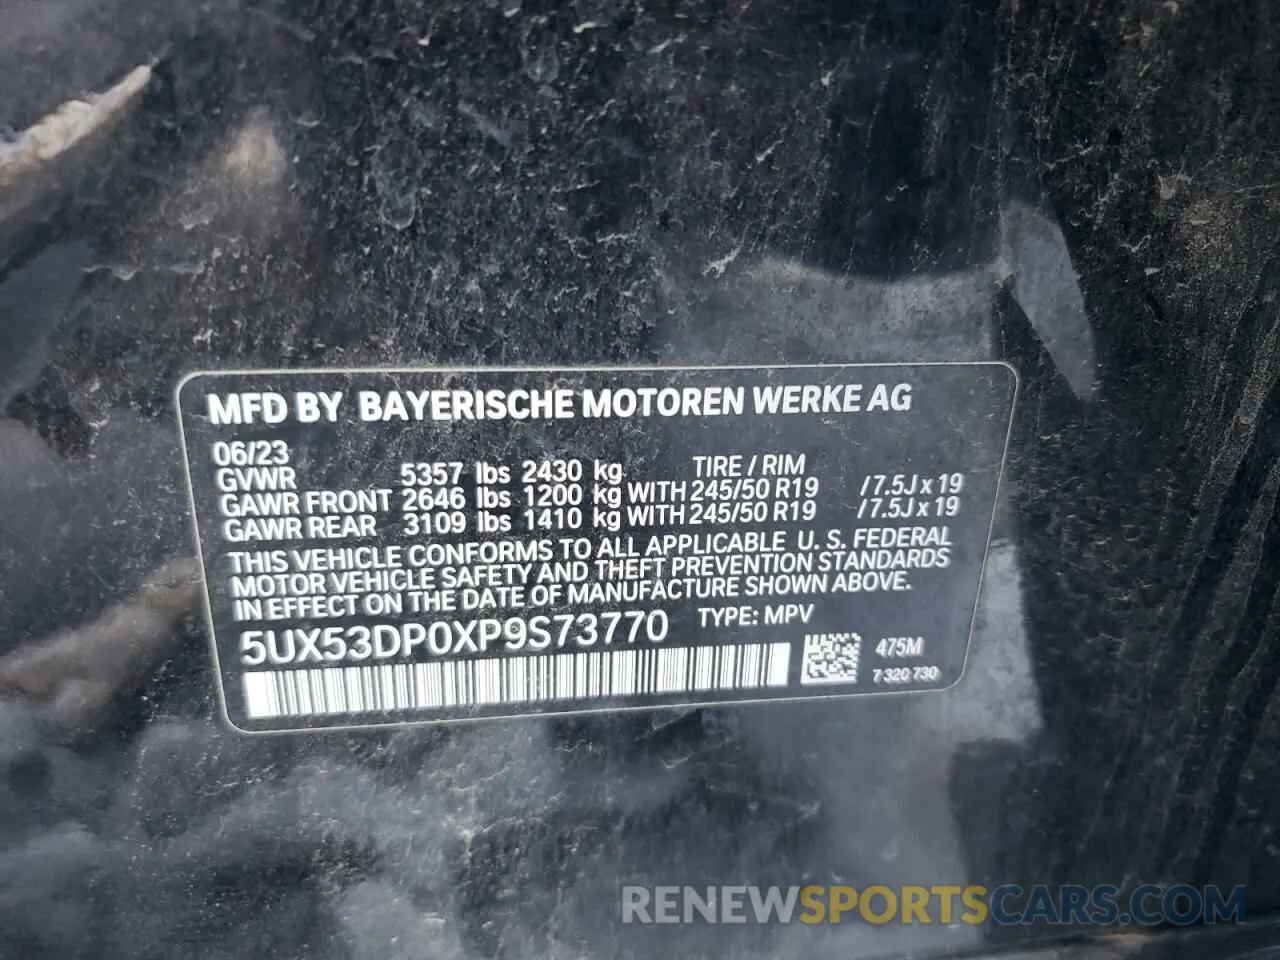 MFD BY BAYERISCHE MOTOREN WERKE AG
06/23
GVWR 5357 lbs 2430 kg TIRE / RIM
GAWR FRONT 2646 lbs 1200 kg WITH 245/50 R19 / 7.5J x 19
GAWR REAR 3109 lbs 1410 kg WITH 245/50 R19 / 7.5J x 19
THIS VEHICLE CONFORMS TO ALL APPLICABLE U. S. FEDERAL
MOTOR VEHICLE SAFETY AND THEFT PREVENTION STANDARDS
IN EFFECT ON THE DATE OF MANUFACTURE SHOWN ABOVE.
5UX53DP0XP9S73770 TYPE: MPV
475M
7 320 730
RENEWSPORTSCARS.COM